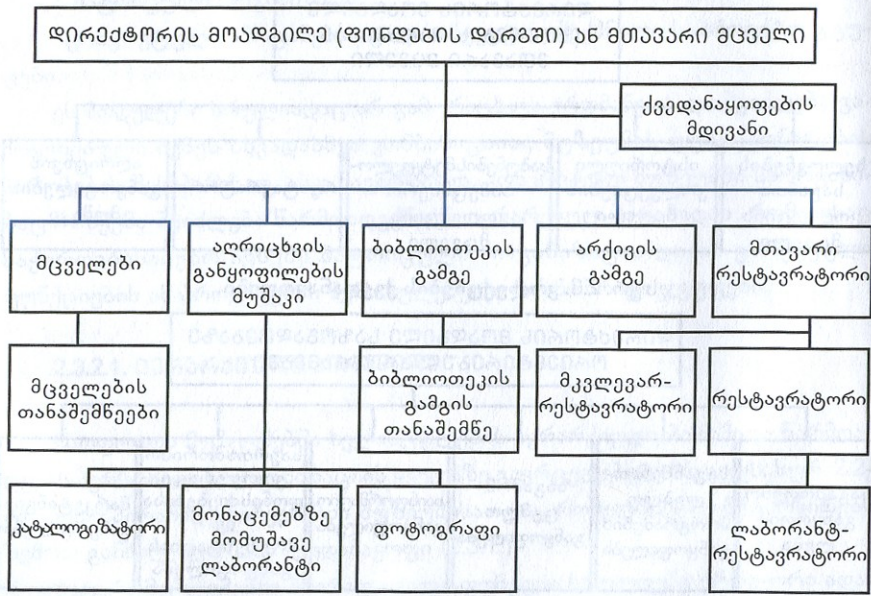 ᲓᲘᲠᲔᲥᲢᲝᲠᲘᲡ ᲛᲝᲐᲓᲒᲘᲚᲔ (ᲤᲝᲜᲓᲔᲑᲘᲡ ᲓᲐᲠᲒᲨᲘ) ᲐᲜ ᲛᲗᲐᲕᲐᲠᲘ ᲛᲪᲕᲔᲚᲘ
ქვედანაყოფების
მდივანი
მცველები
აღრიცხვის
განყოფილების
მუშაკი
ბიბლიოთეკის
გამგე
არქივის
გამგე
მთავარი
რესტავრატორი
მცველების
თანაშემწეები
ბიბლიოთეკის
გამგის
თანაშემწე
მკვლევარ-
რესტავრატორი
რესტავრატორი
კატალოგიზატორი
მონაცემებზე
მომუშავე
ლაბორანტი
ფოტოგრაფი
ლაბორანტ-
რესტავრატორი